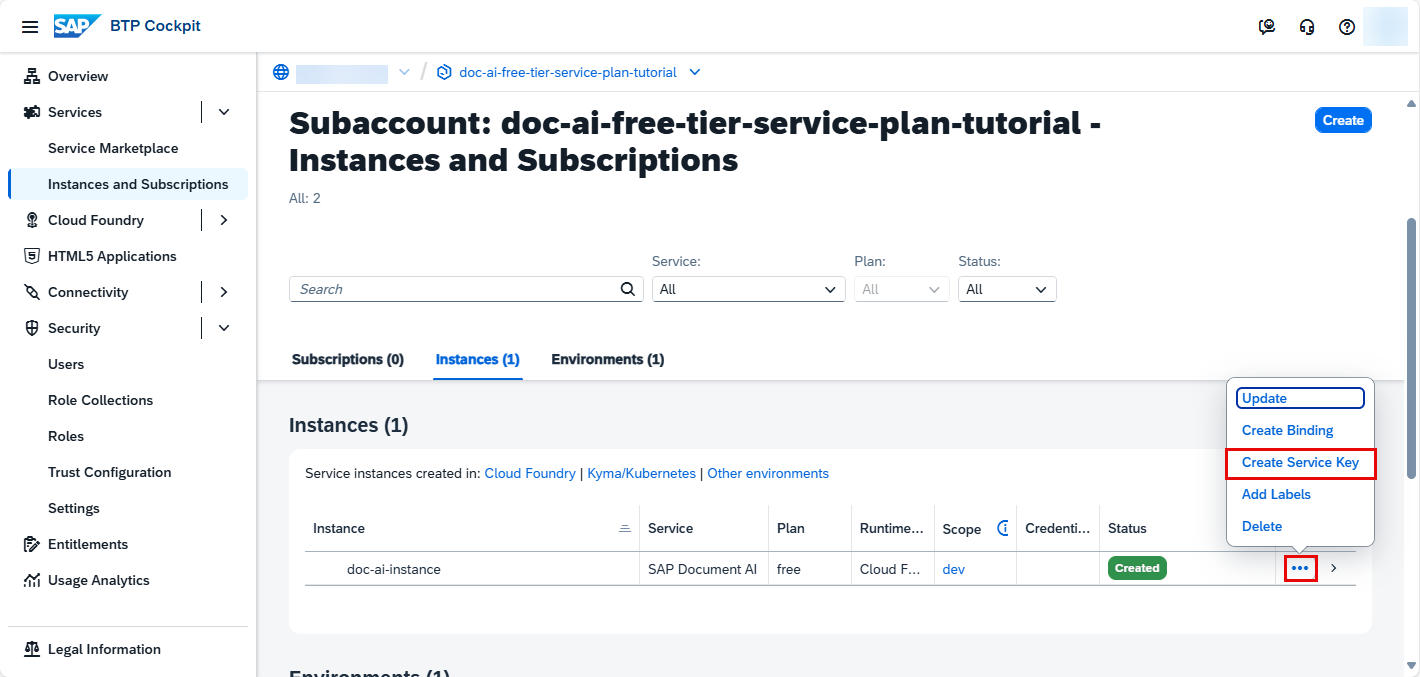 SAP BTP Cockpit
Overview
Services
Service Marketplace
Instances and Subscriptions
Cloud Foundry
HTML5 Applications
Connectivity
Security
Users
Role Collections
Roles
Trust Configuration
Settings
Entitlements
Usage Analytics
Legal Information
/ doc-ai-free-tier-service-plan-tutorial
Subaccount: doc-ai-free-tier-service-plan-tutorial -
Instances and Subscriptions
Create
All: 2
Service: Plan: Status:
Search All All All
Subscriptions (0) Instances (1) Environments (1)
Update
Create Binding
Create Service Key
Add Labels
Delete
Instances (1)
Service instances created in: Cloud Foundry | Kyma/Kubernetes | Other environments
Instance Service Plan Runtime... Scope Credenti... Status
doc-ai-instance SAP Document AI free Cloud F... dev Created
Environments (1)